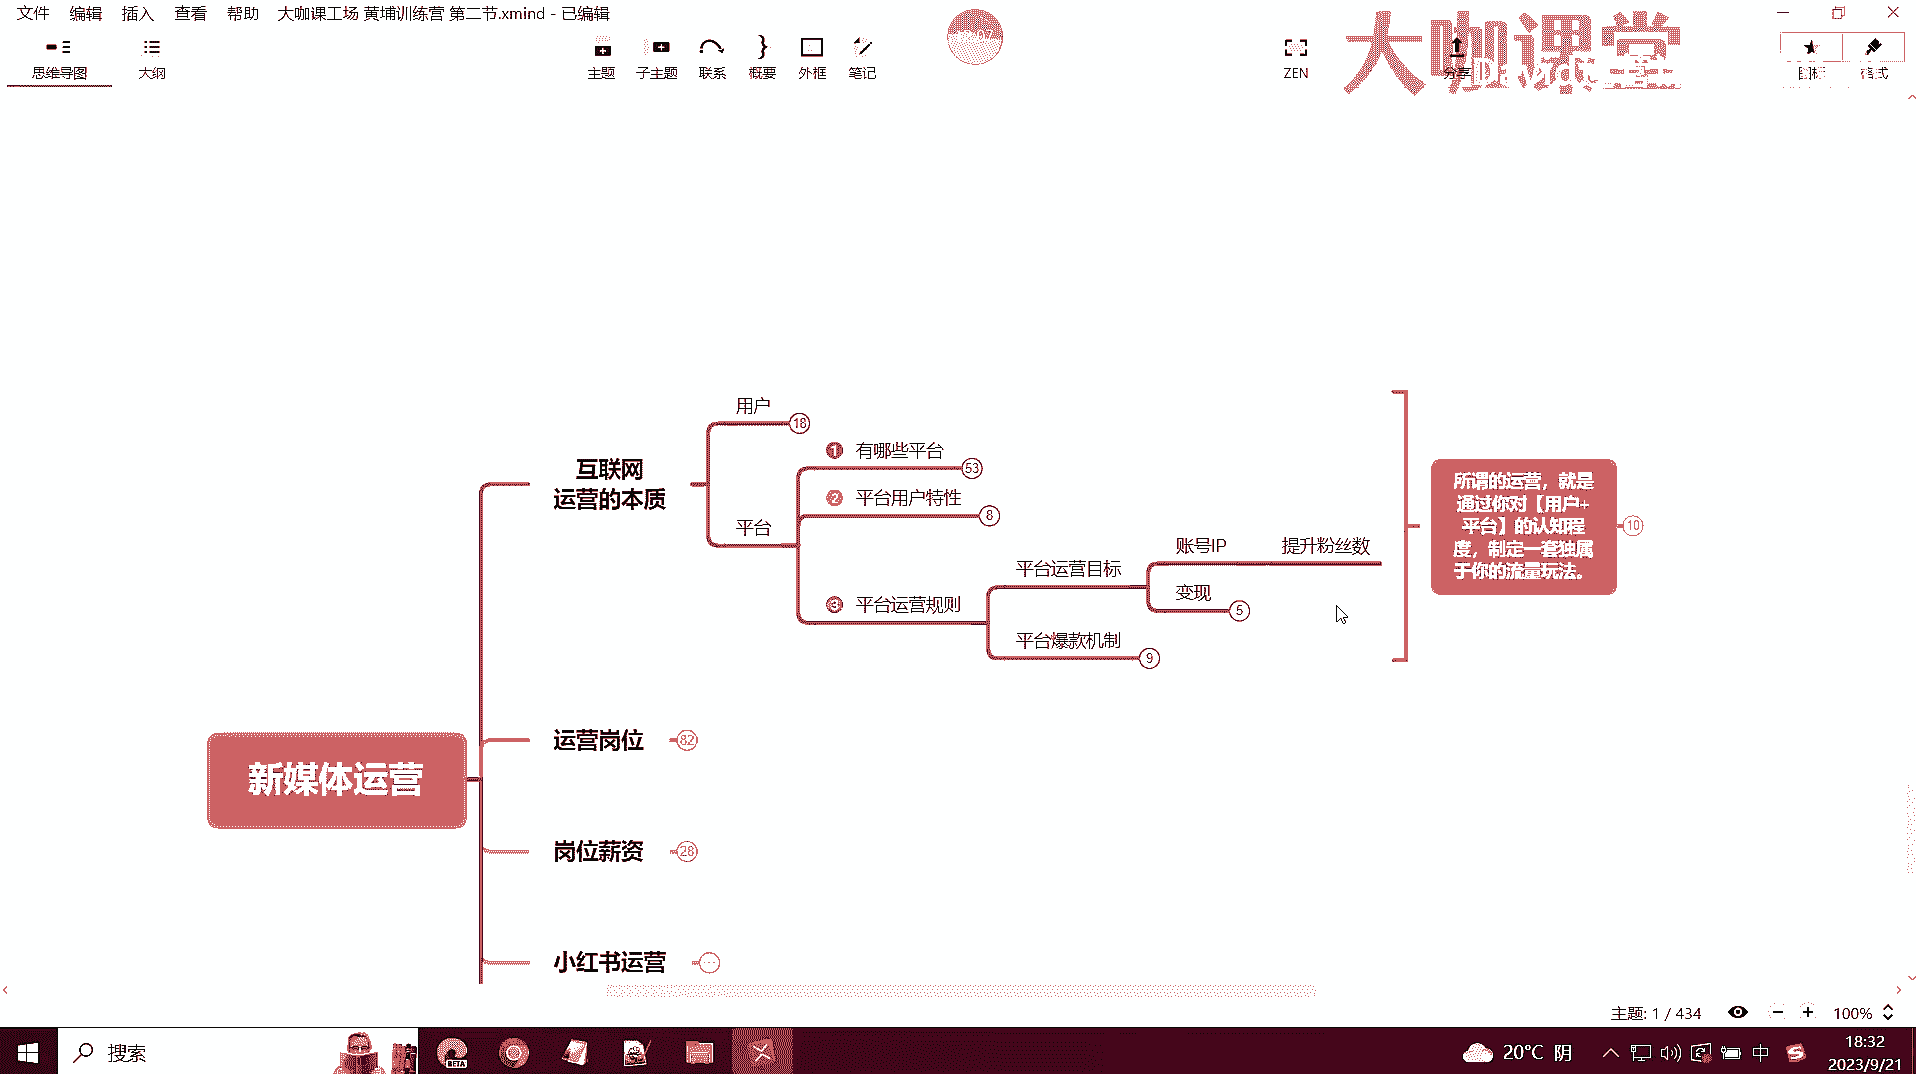 文件 编辑 插入 查看 帮助 大咖课工场 黄埔训练营 第二节.xmind - 已编辑
大咖课堂
思维导图 大纲 主题 子主题 联系 概要 外框 笔记 ZEN 分享 图标 格式
用户 18
1 有哪些平台 53
2 平台用户特性 8
互联网
运营的本质
平台
账号IP 提升粉丝数
平台运营目标
变现 5
3 平台运营规则
平台爆款机制 9
所谓的运营，就是
通过你对【用户+
平台】的认知程
度，制定一套独属
于你的流量玩法。
10
新媒体运营
运营岗位 82
岗位薪资 28
小红书运营 ...
主题: 1 / 434 100%
搜索 BETA 20°C 阴 中 18:32
2023/9/21